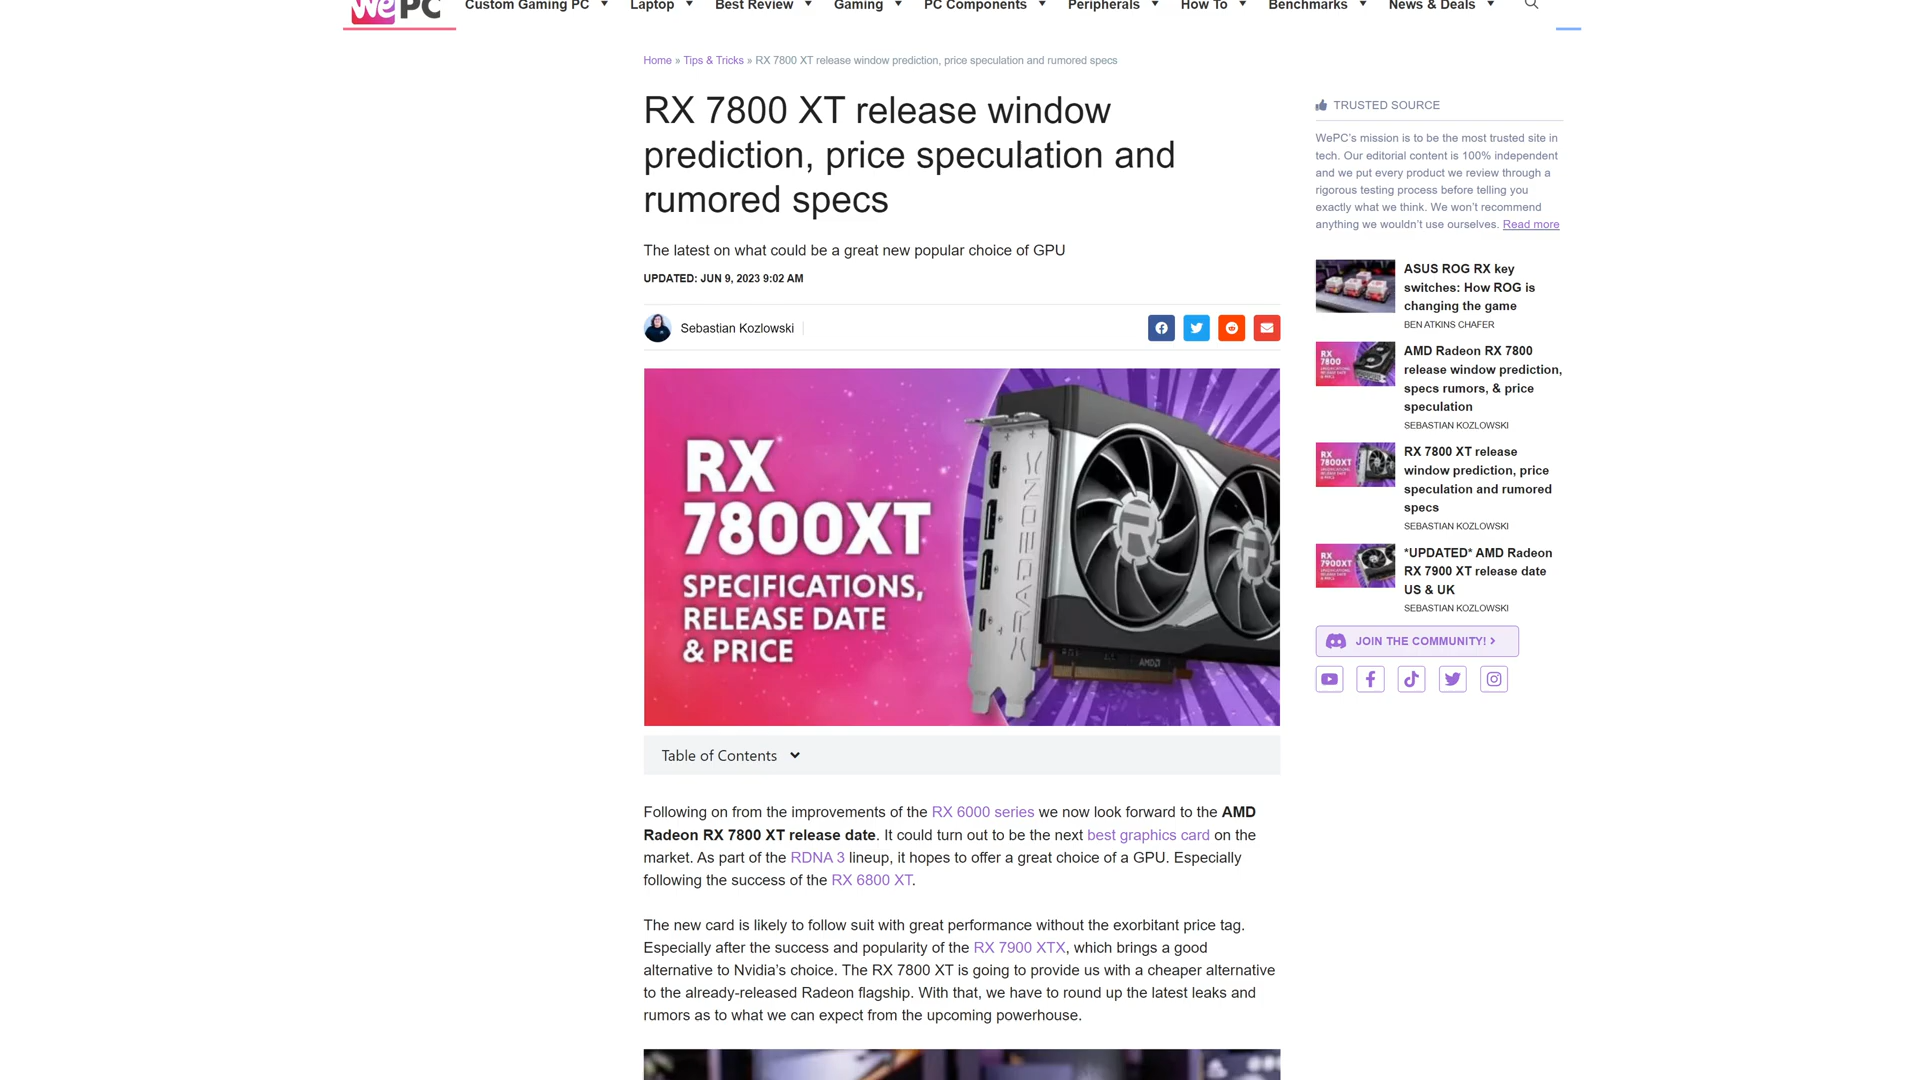 WePC
Custom Gaming PC
Laptop
Best Review
Gaming
PC Components
Peripherals
How To
Benchmarks
News & Deals
Home » Tips & Tricks » RX 7800 XT release window prediction, price speculation and rumored specs
RX 7800 XT release window
prediction, price speculation and
rumored specs
The latest on what could be a great new popular choice of GPU
UPDATED: JUN 9, 2023 9:02 AM
Sebastian Kozlowski
RX
7800XT
SPECIFICATIONS,
RELEASE DATE
& PRICE
RADEON
AMD
Table of Contents
Following on from the improvements of the RX 6000 series we now look forward to the AMD
Radeon RX 7800 XT release date. It could turn out to be the next best graphics card on the
market. As part of the RDNA 3 lineup, it hopes to offer a great choice of a GPU. Especially
following the success of the RX 6800 XT.
The new card is likely to follow suit with great performance without the exorbitant price tag.
Especially after the success and popularity of the RX 7900 XTX, which brings a good
alternative to Nvidia's choice. The RX 7800 XT is going to provide us with a cheaper alternative
to the already-released Radeon flagship. With that, we have to round up the latest leaks and
rumors as to what we can expect from the upcoming powerhouse.
TRUSTED SOURCE
WePC's mission is to be the most trusted site in
tech. Our editorial content is 100% independent
and we put every product we review through a
rigorous testing process before telling you
exactly what we think. We won't recommend
anything we wouldn't use ourselves. Read more
ASUS ROG RX key
switches: How ROG is
changing the game
BEN ATKINS CHAFER
RX
7800
AMD Radeon RX 7800
release window prediction,
specs rumors, & price
speculation
SEBASTIAN KOZLOWSKI
RX
7800XT
RX 7800 XT release
window prediction, price
speculation and rumored
specs
SEBASTIAN KOZLOWSKI
RX
7900XT
*UPDATED* AMD Radeon
RX 7900 XT release date
US & UK
SEBASTIAN KOZLOWSKI
JOIN THE COMMUNITY!